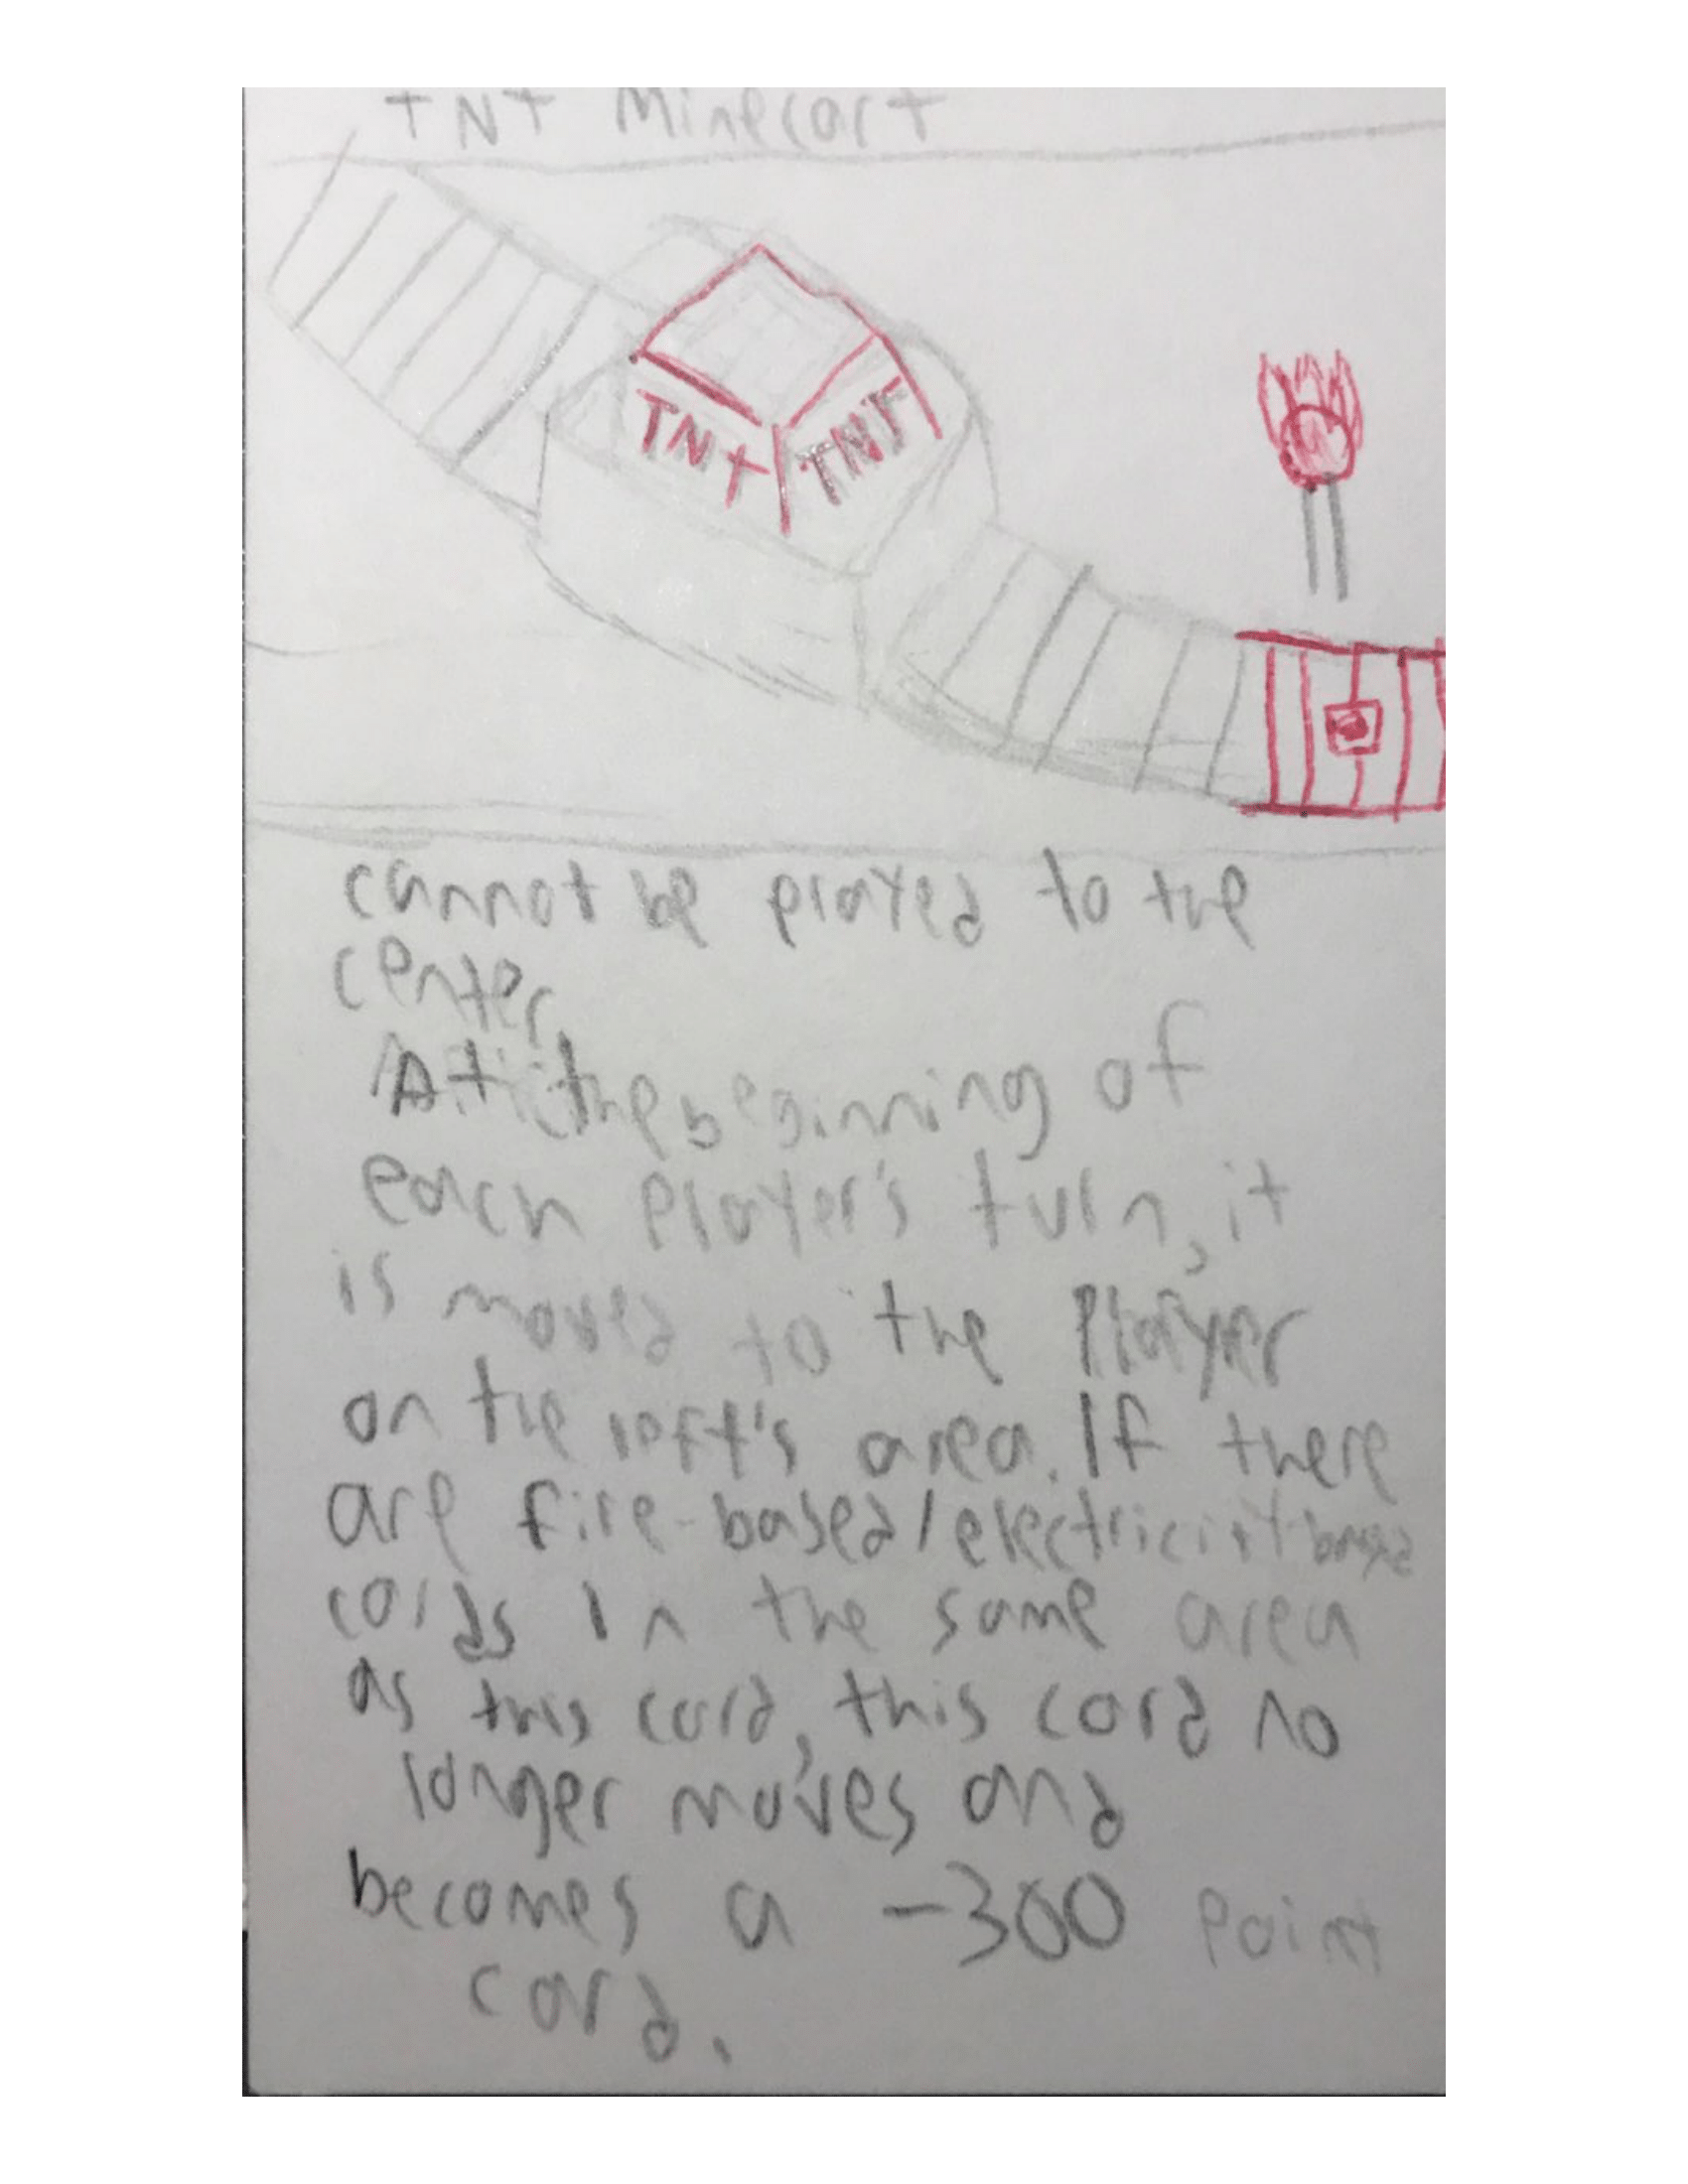 TNT Minecart
TNT TNT
cannot be played to the
center.
At the beginning of
each player's turn, it
is moved to the Player
on the left's area. If there
are fire-based/electricity-based
cards in the same area
as this card, this card no
longer moves and
becomes a -300 point
card.